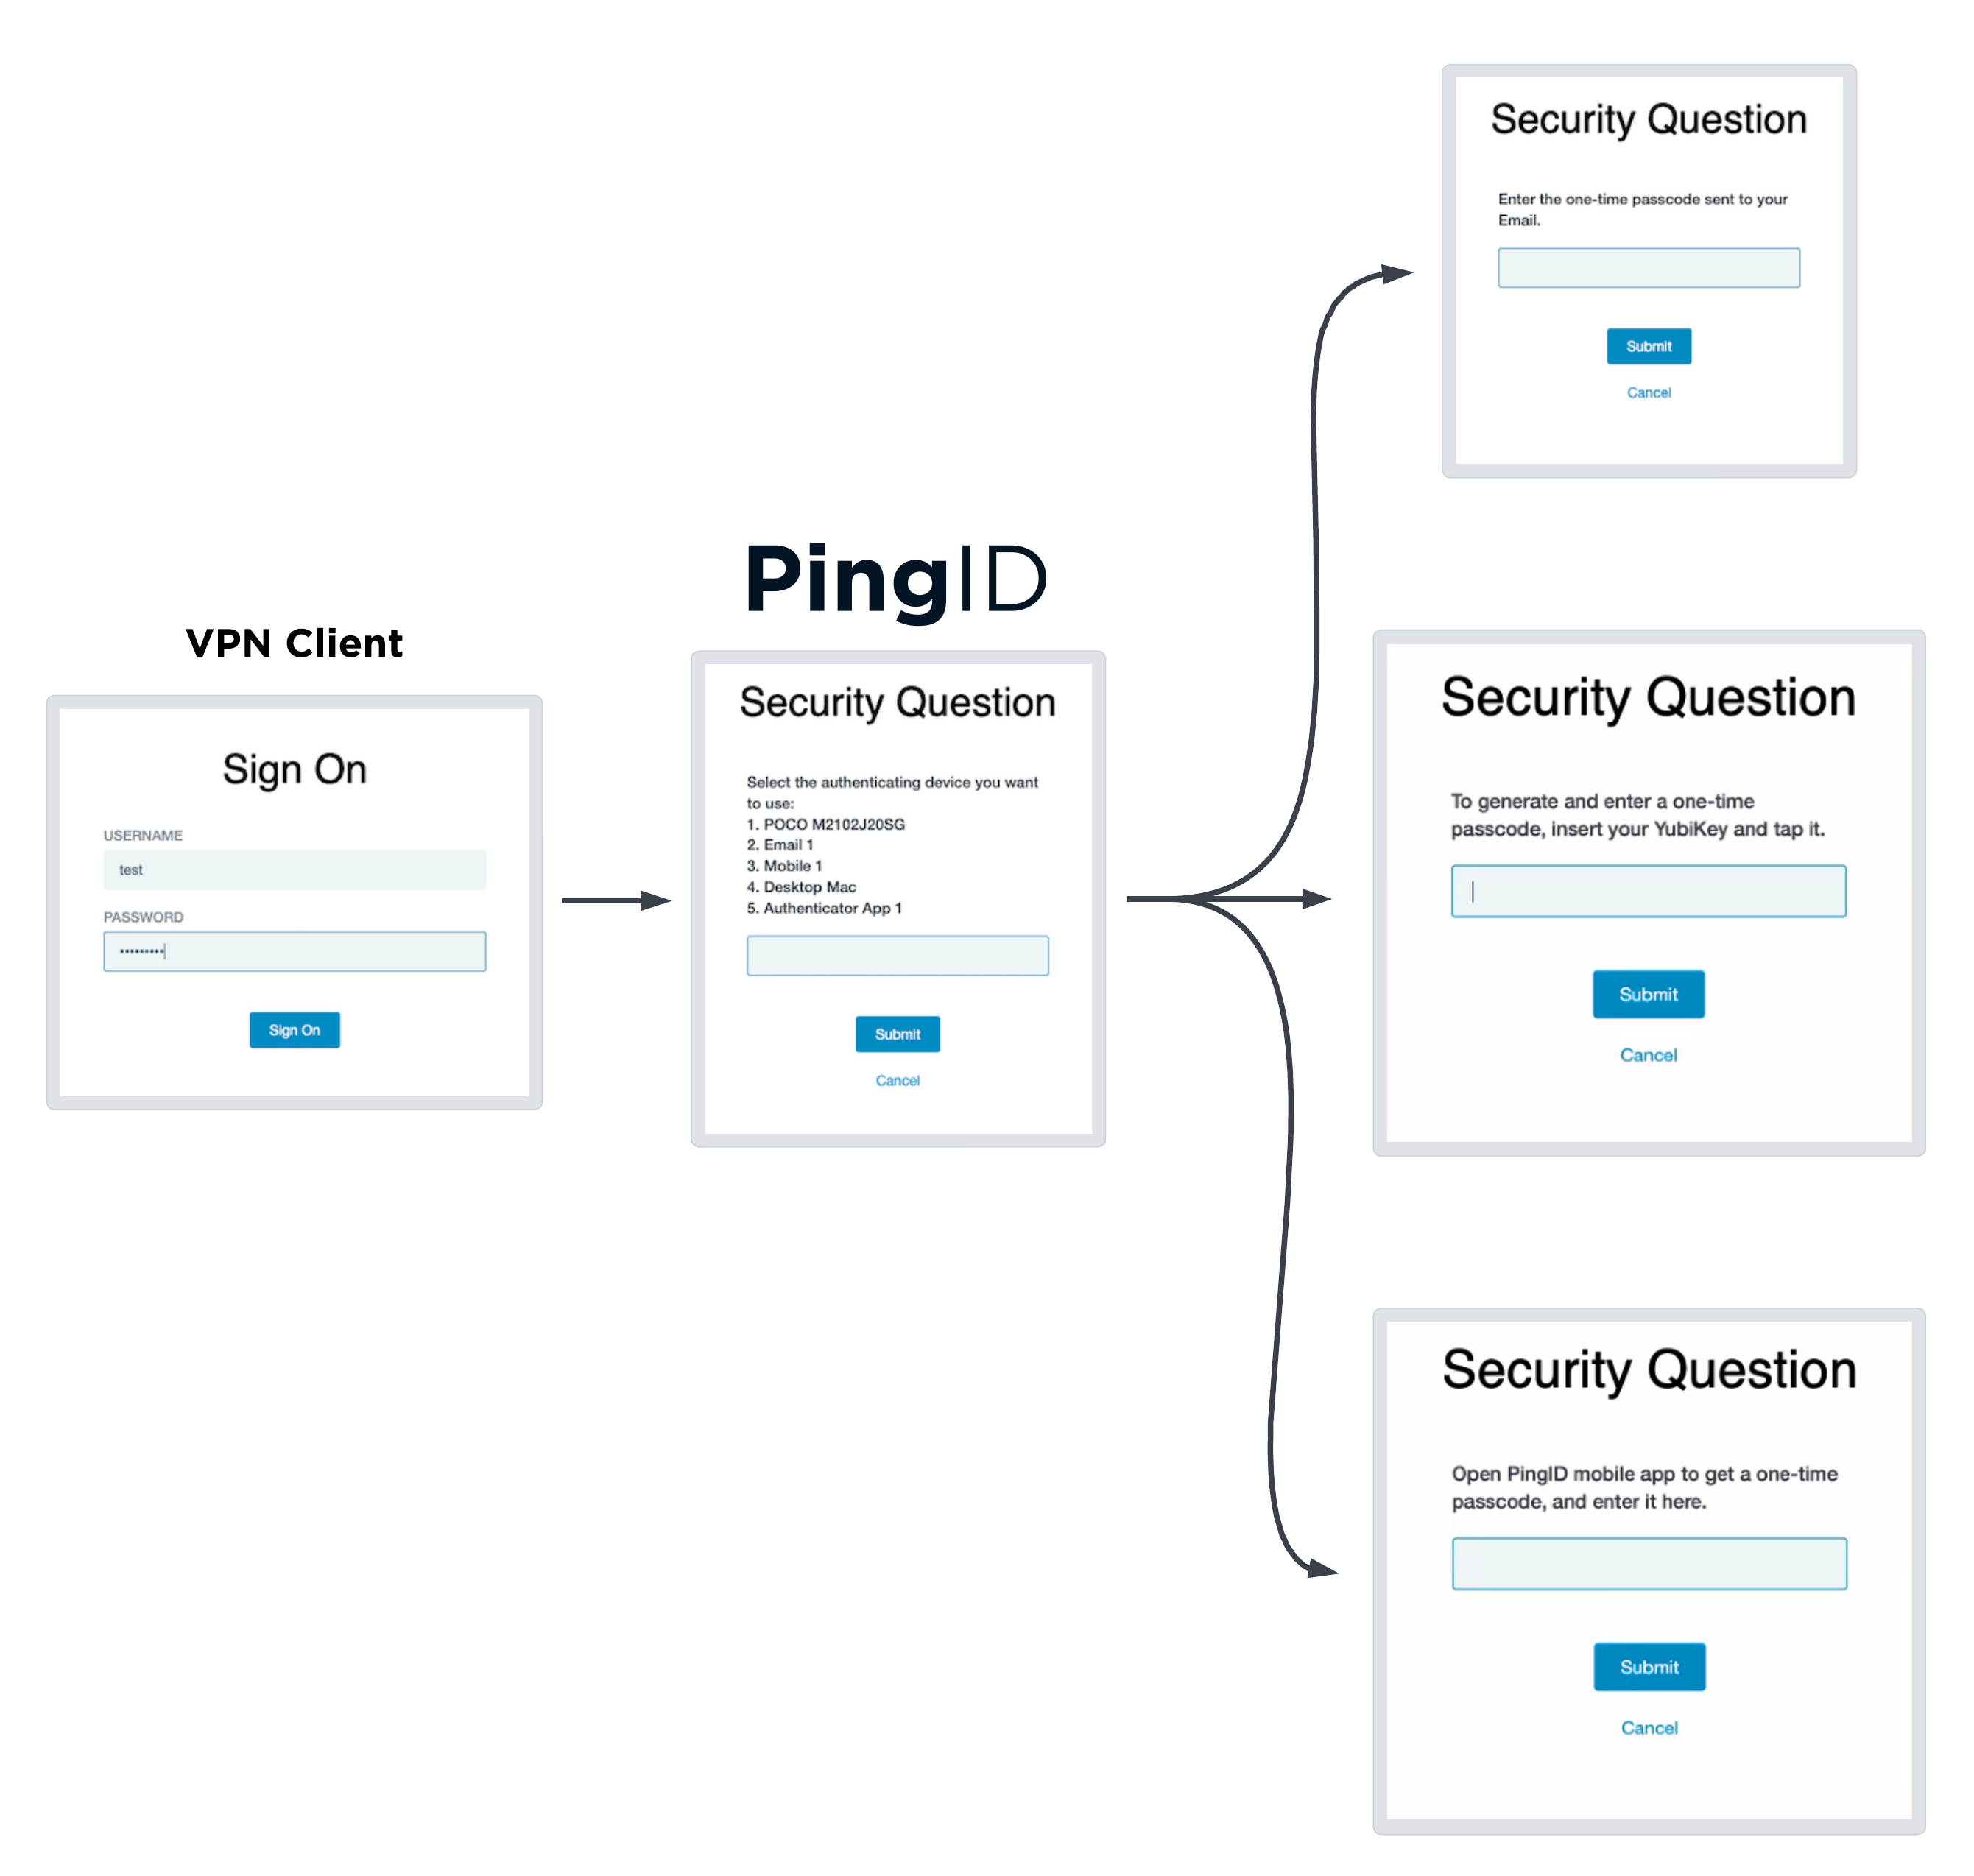 VPN Client
Sign On
USERNAME
test
PASSWORD
•••••••••
Sign On
PingID
Security Question
Select the authenticating device you want
to use:
1. POCO M2102J20SG
2. Email 1
3. Mobile 1
4. Desktop Mac
5. Authenticator App 1
Submit
Cancel
Security Question
Enter the one-time passcode sent to your
Email.
Submit
Cancel
Security Question
To generate and enter a one-time
passcode, insert your YubiKey and tap it.
Submit
Cancel
Security Question
Open PingID mobile app to get a one-time
passcode, and enter it here.
Submit
Cancel